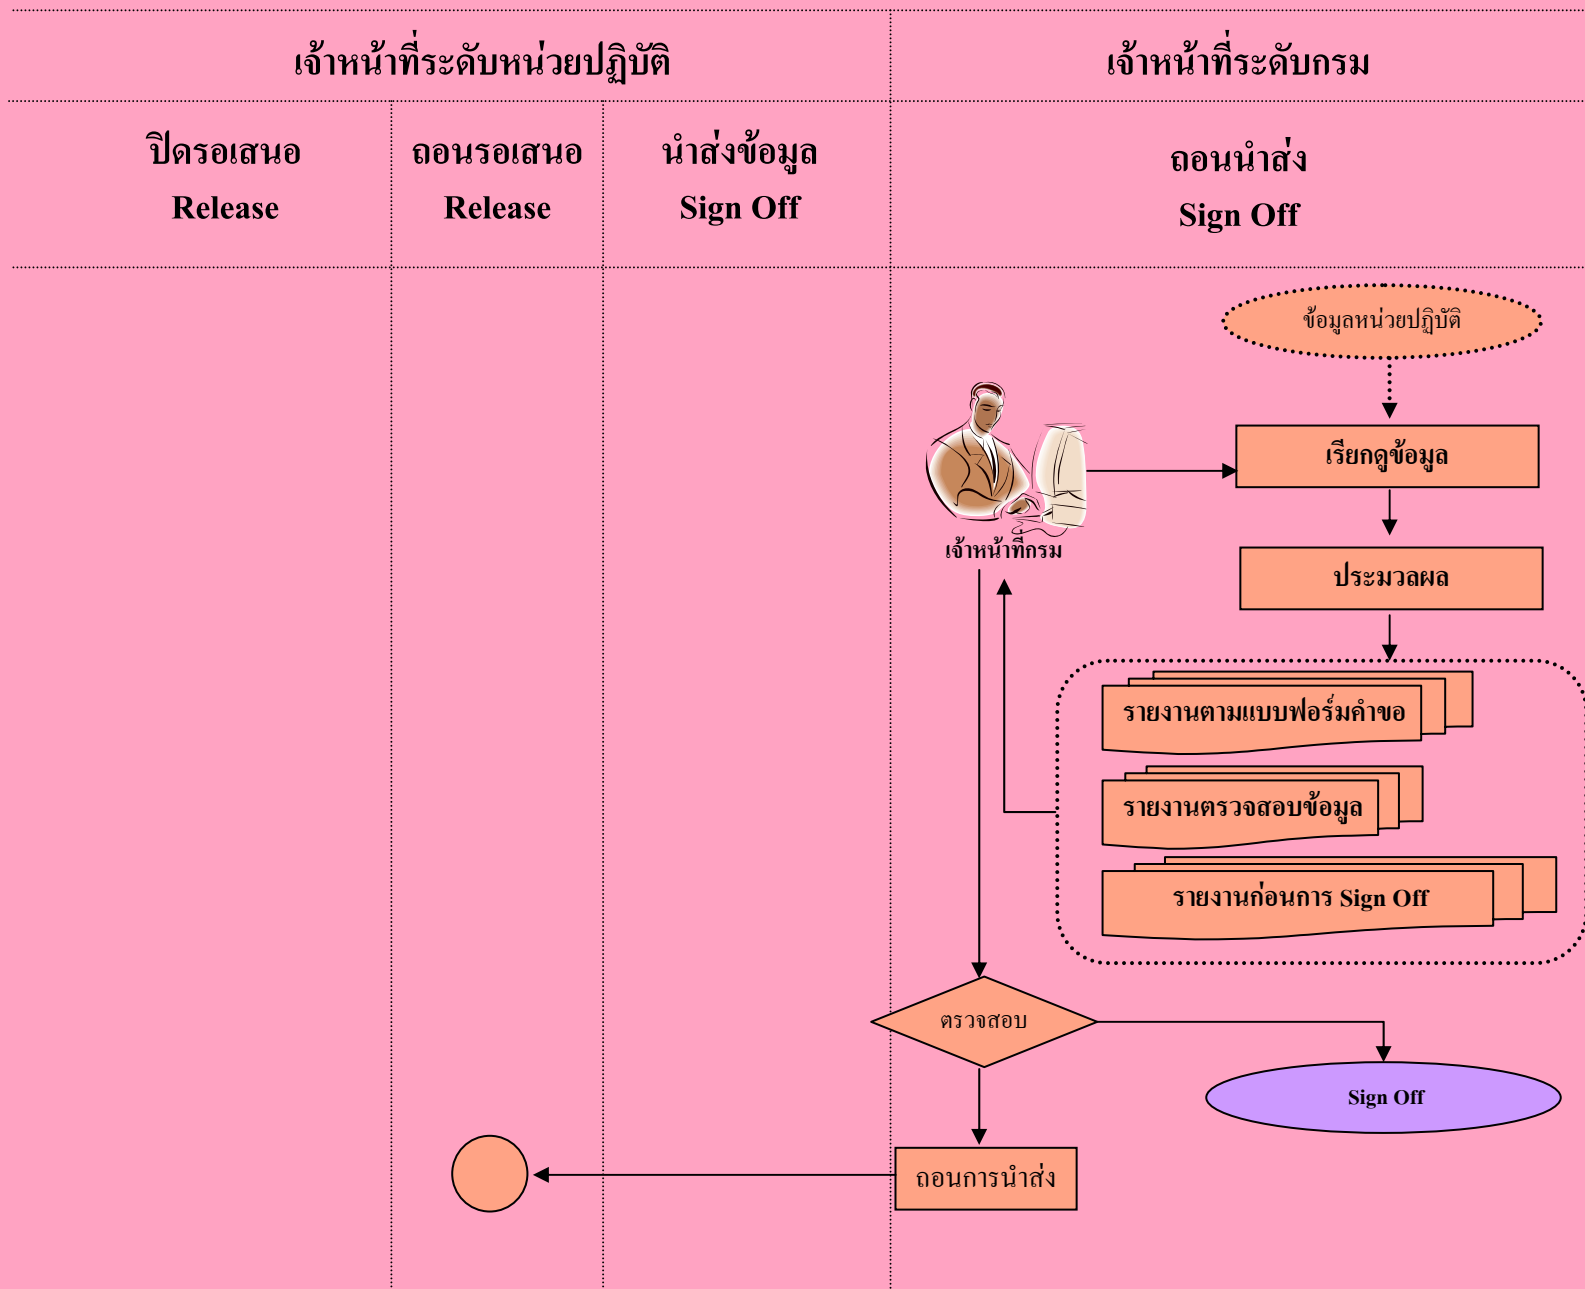 เจ้าหน้าที่ระดับหน่วยปฏิบัติ
เจ้าหน้าที่ระดับกรม
ปิดรอเสนอ
Release
ถอนรอเสนอ
Release
นำส่งข้อมูล
Sign Off
ถอนนำส่ง
Sign Off
ข้อมูลหน่วยปฏิบัติ
เรียกดูข้อมูล
เจ้าหน้าที่กรม
ประมวลผล
รายงานตามแบบฟอร์มคำขอ
รายงานตรวจสอบข้อมูล
รายงานก่อนการ Sign Off
ตรวจสอบ
Sign Off
ถอนการนำส่ง